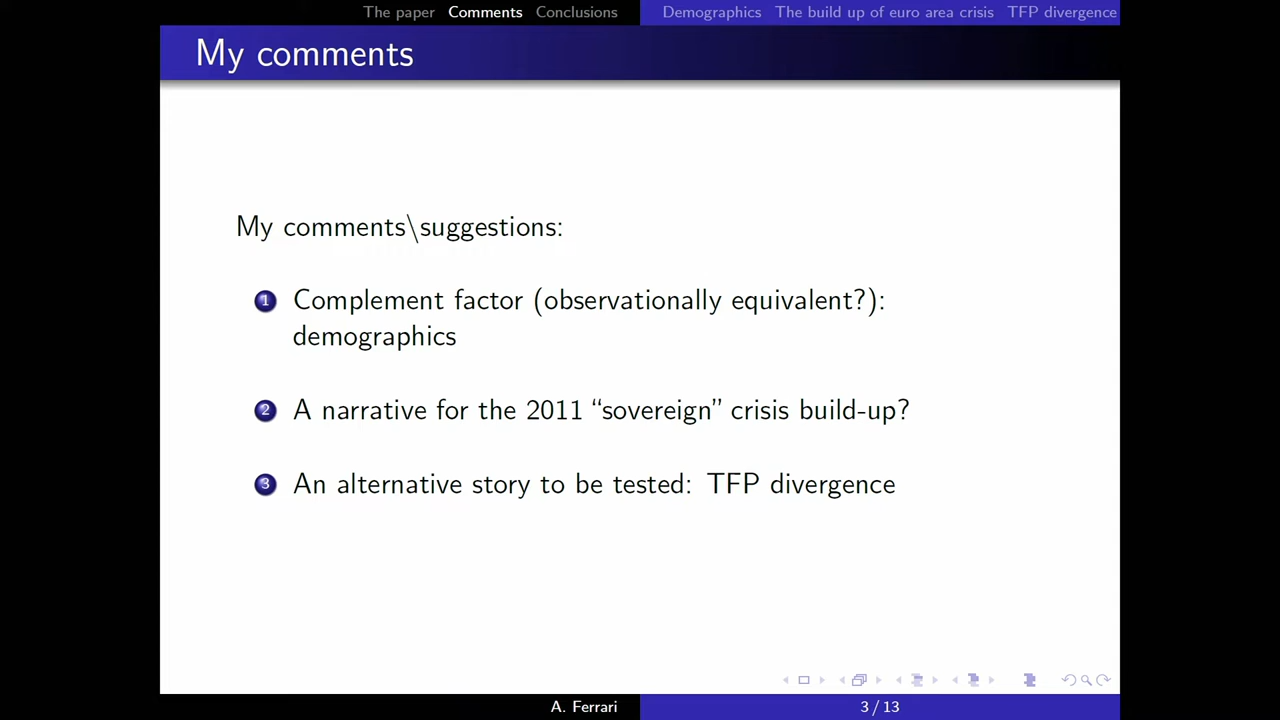 The paper Comments Conclusions Demographics The build up of euro area crisis TFP divergence
My comments
My comments\suggestions:
1 Complement factor (observationally equivalent?):
demographics
2 A narrative for the 2011 “sovereign” crisis build-up?
3 An alternative story to be tested: TFP divergence
A. Ferrari 3 / 13